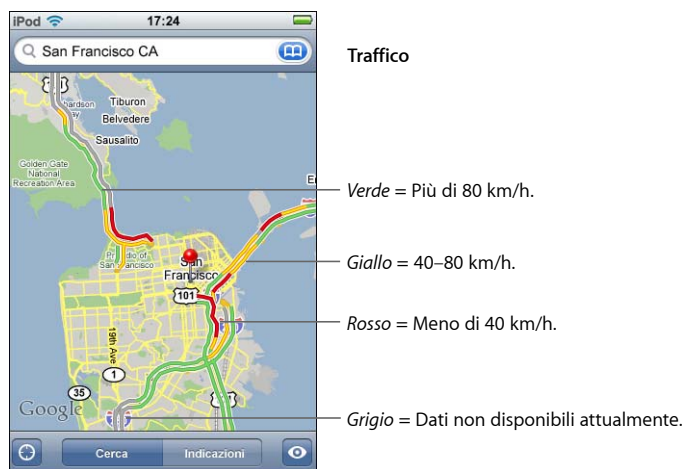 iPod 17:24
San Francisco CA
Traffico
101
Tiburon
Belvedere
Sausalito
Golden Gate
National
Recreation Area
Verde = Più di 80 km/h.
San
Francisco
Giallo = 40–80 km/h.
101
Rosso = Meno di 40 km/h.
19th Ave
1
35
Google
Grigio = Dati non disponibili attualmente.
Cerca Indicazioni